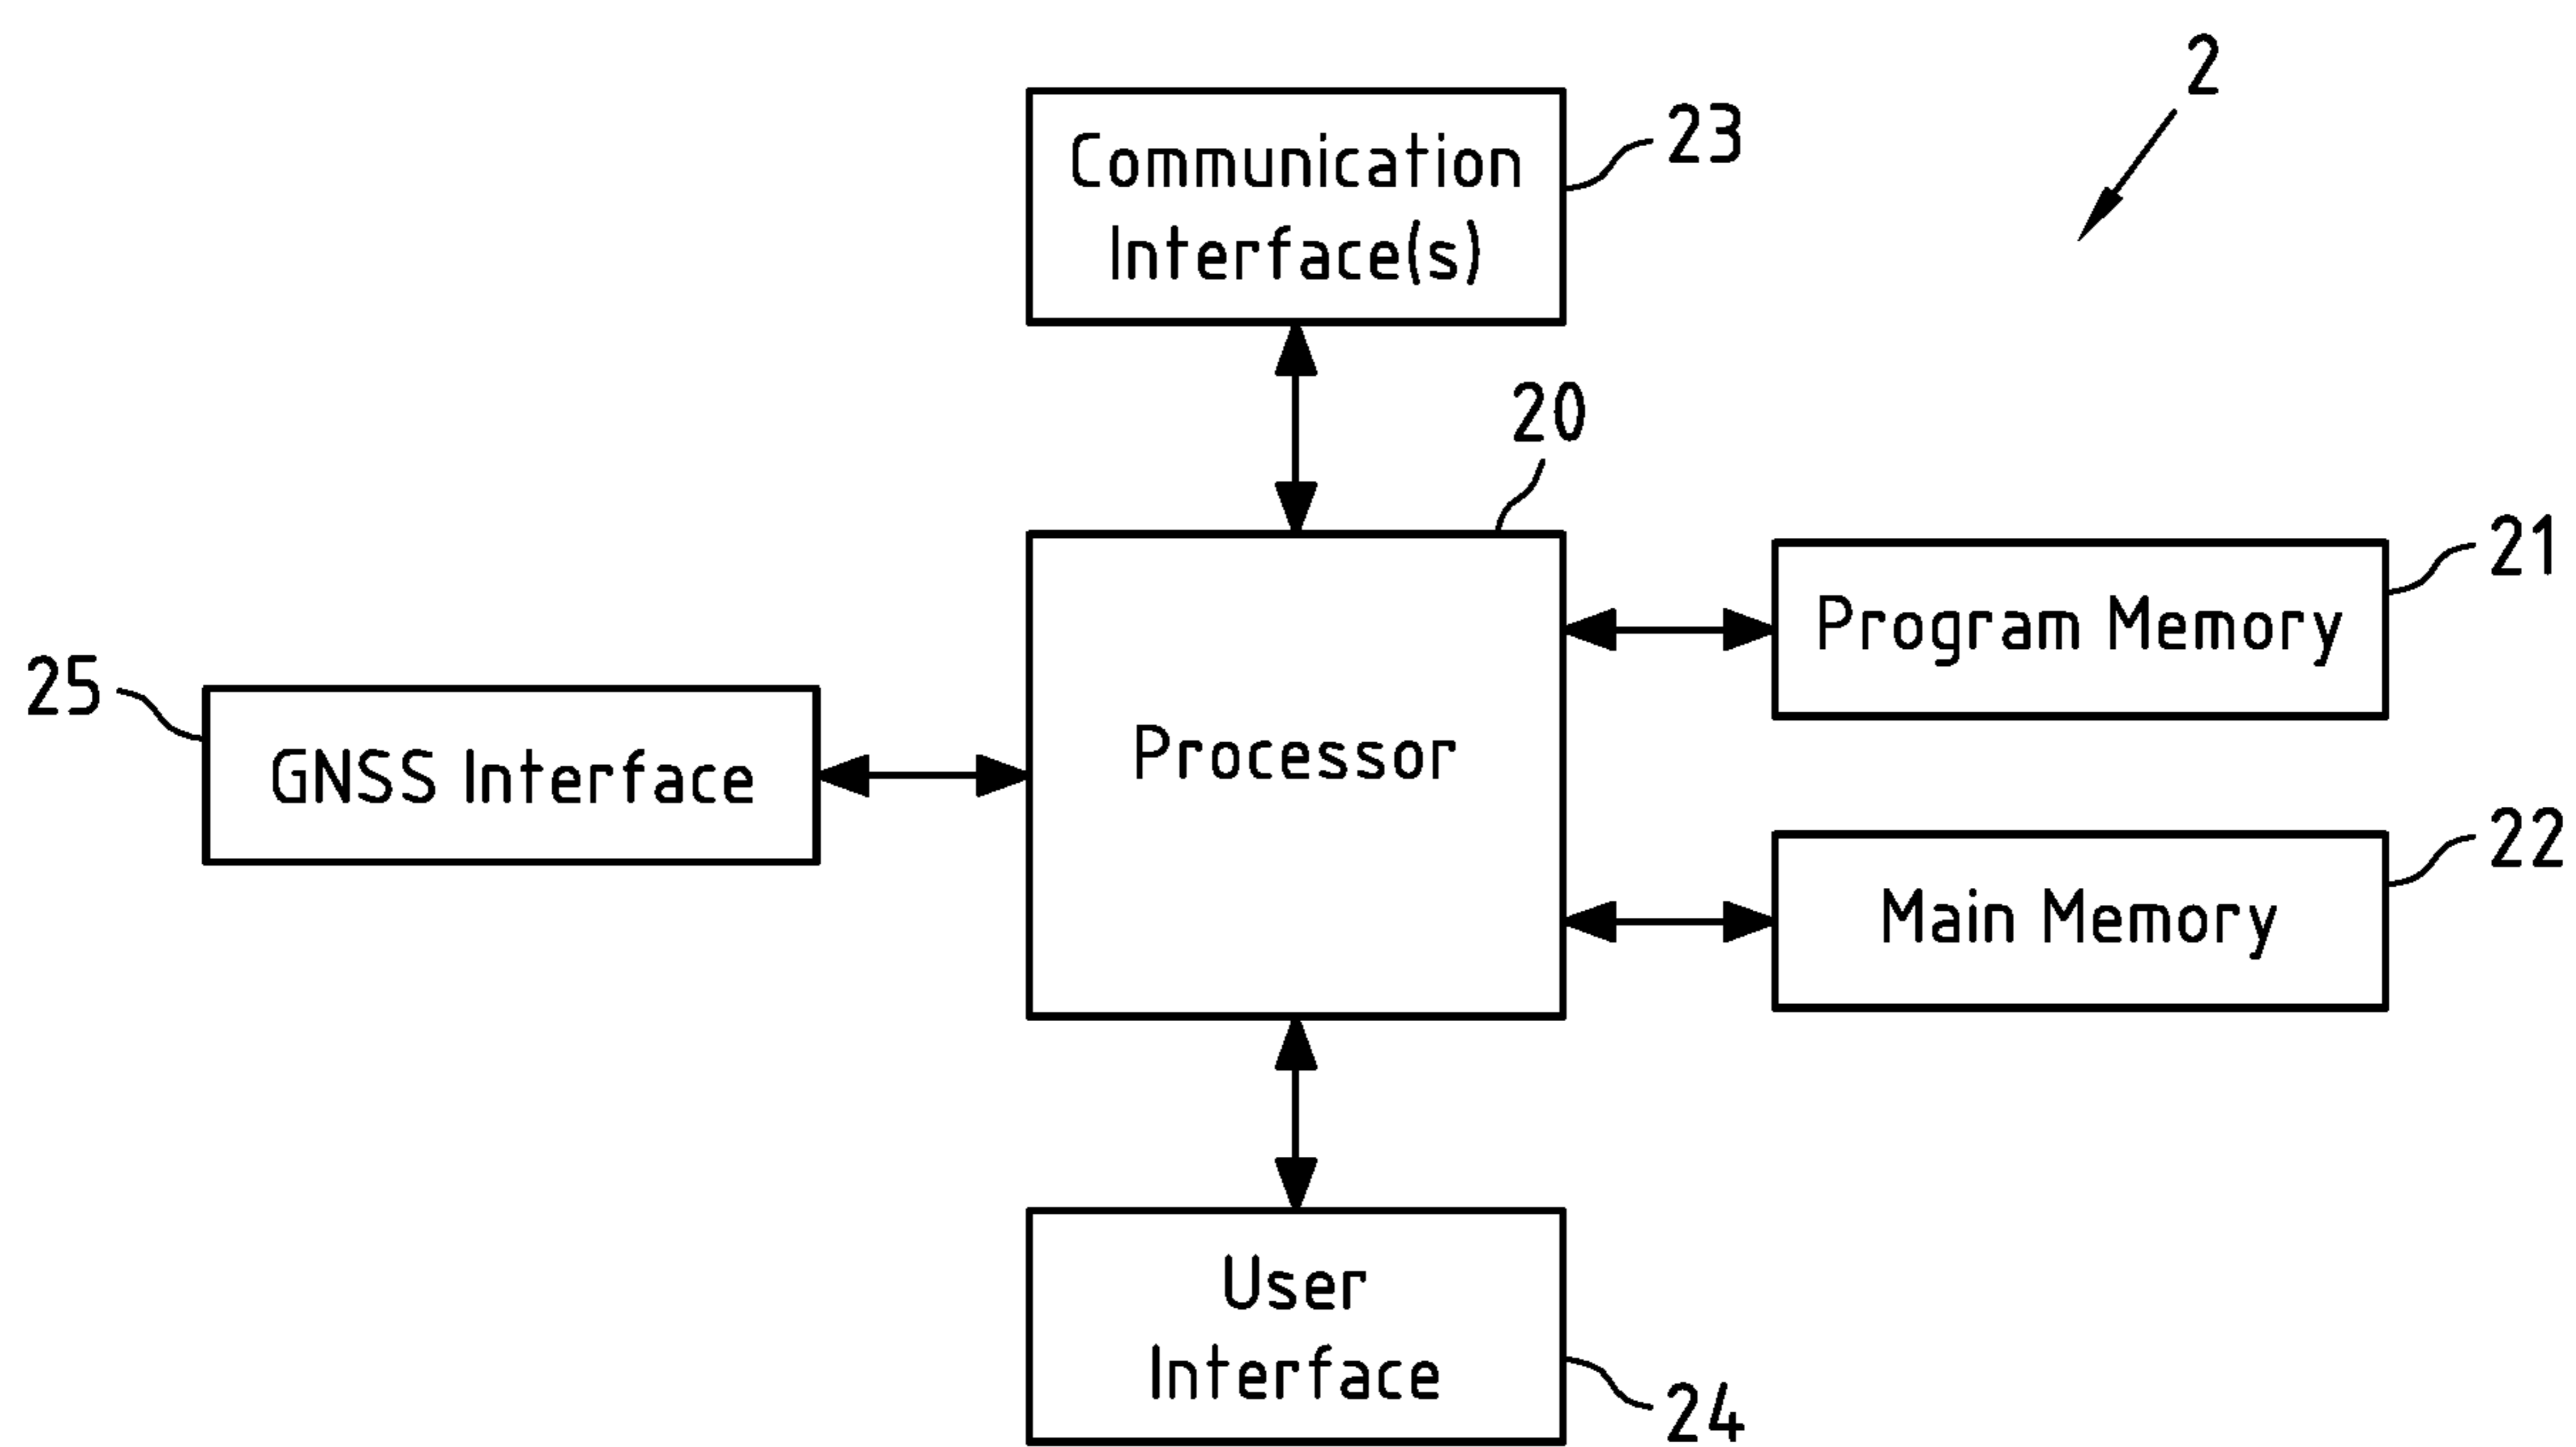 2
Communication
Interface(s)
23
20
Processor
Program Memory
21
25
GNSS Interface
Main Memory
22
User
Interface
24